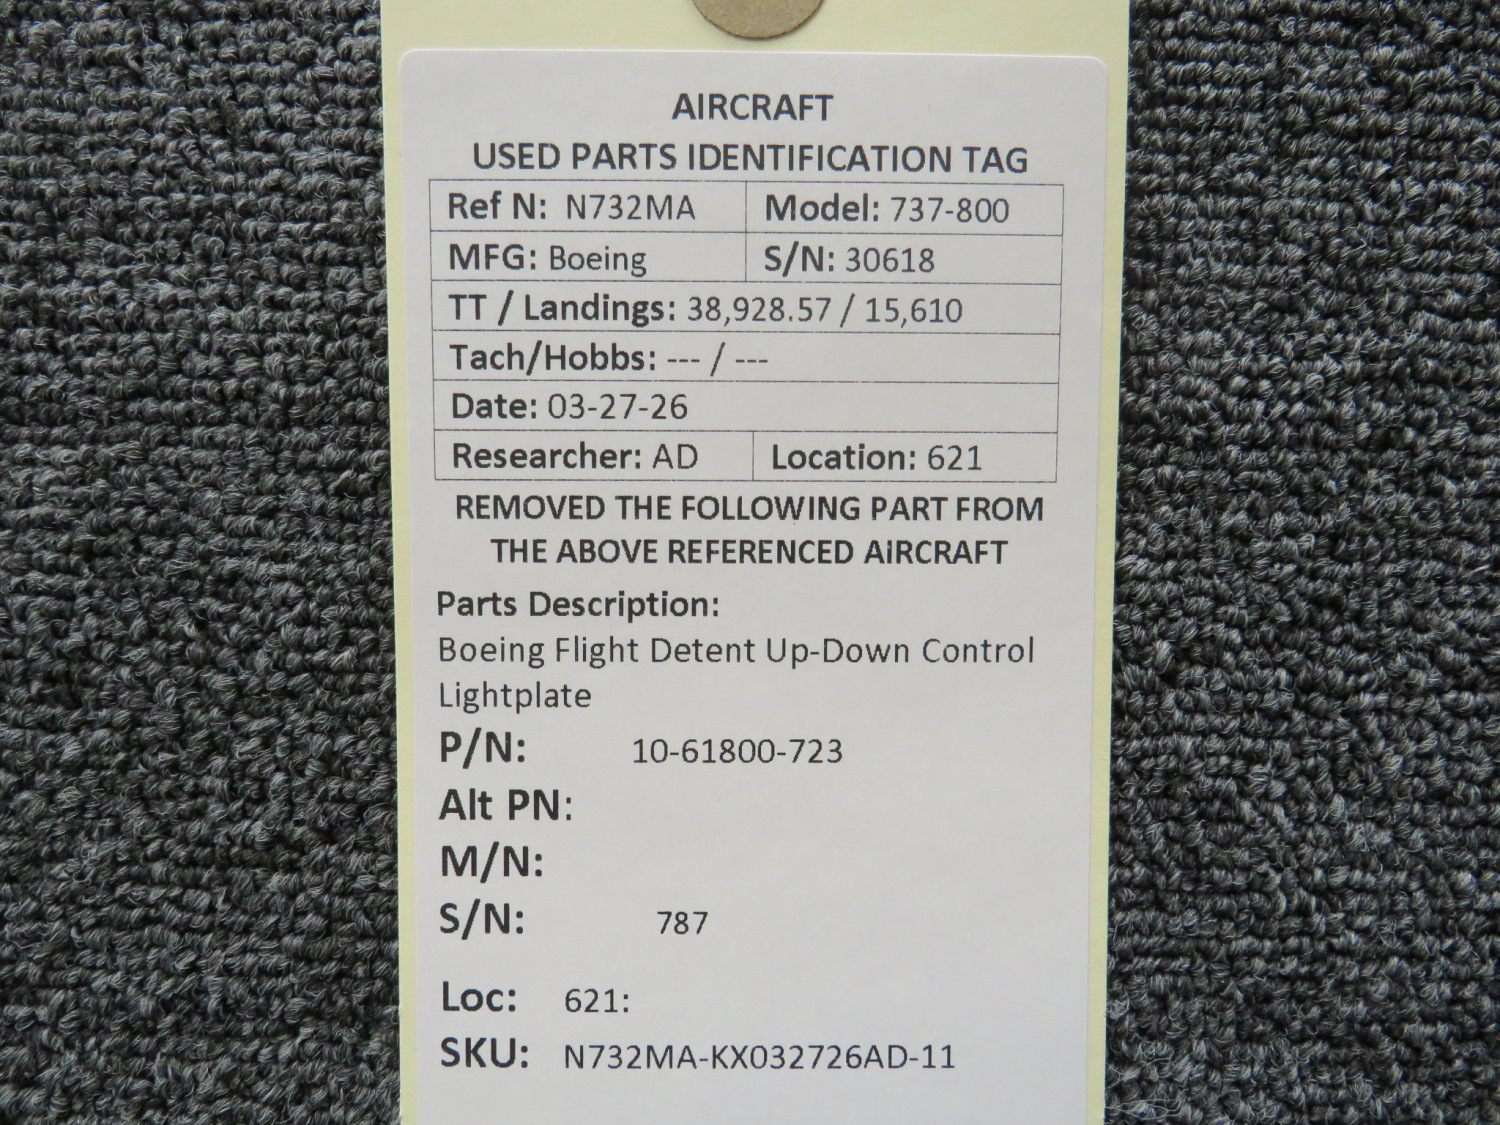 AIRCRAFT
USED PARTS IDENTIFICATION TAG
Ref N: N732MA Model: 737-800
MFG: Boeing S/N: 30618
TT / Landings: 38,928.57 / 15,610
Tach/Hobbs: --- / ---
Date: 03-27-26
Researcher: AD Location: 621
REMOVED THE FOLLOWING PART FROM
THE ABOVE REFERENCED AIRCRAFT
Parts Description:
Boeing Flight Detent Up-Down Control
Lightplate
P/N: 10-61800-723
Alt PN:
M/N:
S/N: 787
Loc: 621:
SKU: N732MA-KX032726AD-11